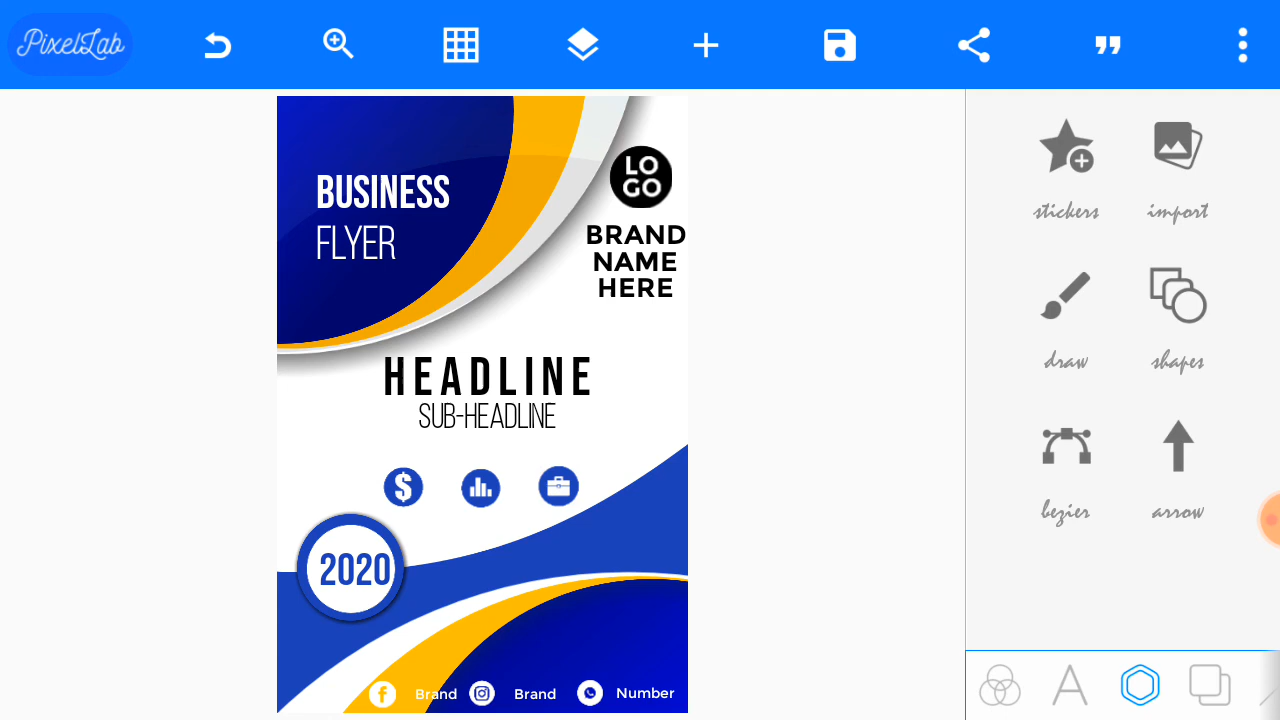 PixelLab
BUSINESS
FLYER
LO
GO
BRAND
NAME
HERE
HEADLINE
SUB-HEADLINE
$
2020
f
Brand
Brand
Number
stickers
import
draw
shapes
bezier
arrow
A